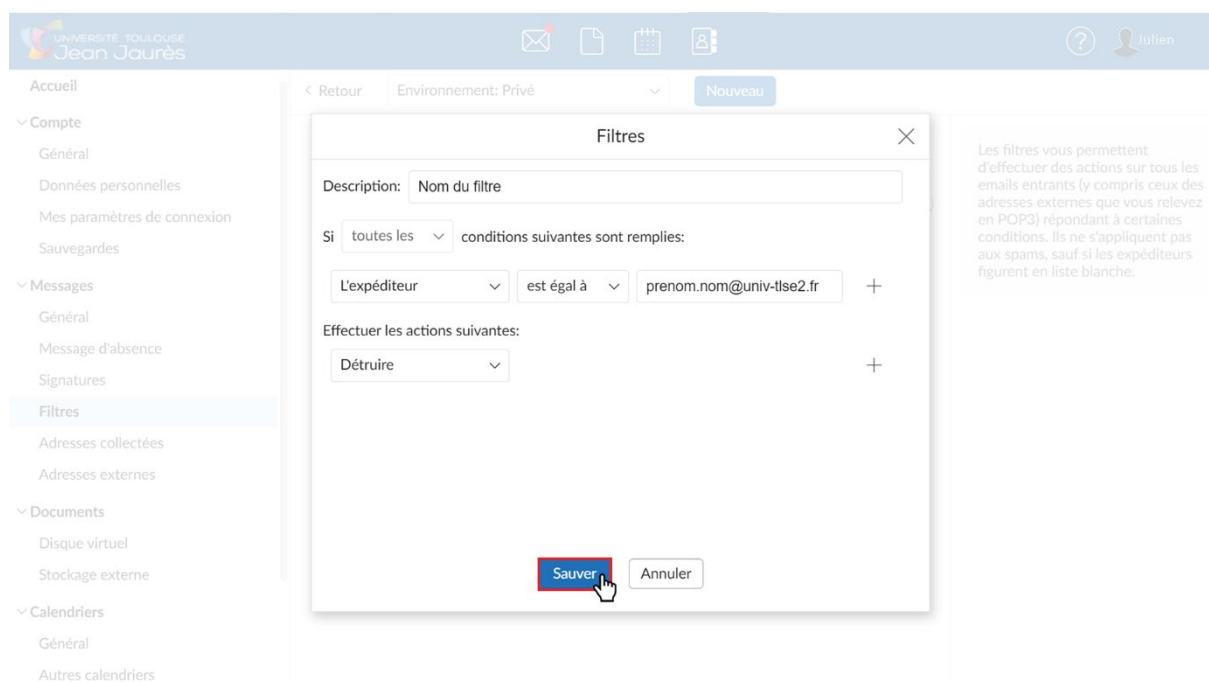 UNIVERSITÉ TOULOUSE
Jean Jaurès
Julien
Accueil
Compte
Général
Données personnelles
Mes paramètres de connexion
Sauvegardes
Messages
Général
Message d'absence
Signatures
Filtres
Adresses collectées
Adresses externes
Documents
Disque virtuel
Stockage externe
Calendriers
Général
Autres calendriers
< Retour
Environnement: Privé
Nouveau
Filtres
Description: Nom du filtre
Si toutes les conditions suivantes sont remplies:
L'expéditeur est égal à prenom.nom@univ-tlse2.fr
Effectuer les actions suivantes:
Détruire
Sauver Annuler
Les filtres vous permettent
d'effectuer des actions sur tous les
emails entrants (y compris ceux des
adresses externes que vous relevez
en POP3) répondant à certaines
conditions. Ils ne s'appliquent pas
aux spams, sauf si les expéditeurs
figurent en liste blanche.